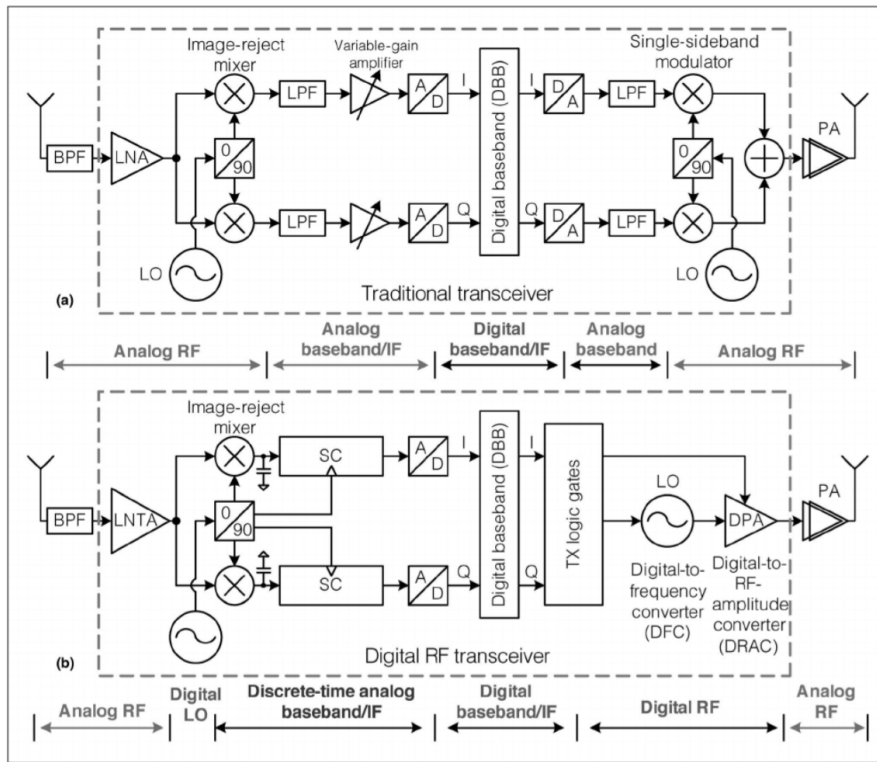 Image-reject
mixer
Variable-gain
amplifier
Single-sideband
modulator
BPF
LNA
0
90
LPF
A
D
I
Digital baseband (DBB)
I
D
A
LPF
0
90
PA
LPF
A
D
Q
Q
D
A
LPF
LO
LO
(a)
Traditional transceiver
Analog RF
Analog
baseband/IF
Digital
baseband/IF
Analog
baseband
Analog RF
Image-reject
mixer
BPF
LNTA
0
90
SC
A
D
I
Digital baseband (DBB)
I
TX logic gates
LO
DPA
PA
SC
A
D
Q
Q
Digital-to-
frequency
converter
(DFC)
Digital-to-
RF-
amplitude
converter
(DRAC)
(b)
Digital RF transceiver
Analog RF
Digital
LO
Discrete-time analog
baseband/IF
Digital
baseband/IF
Digital RF
Analog
RF